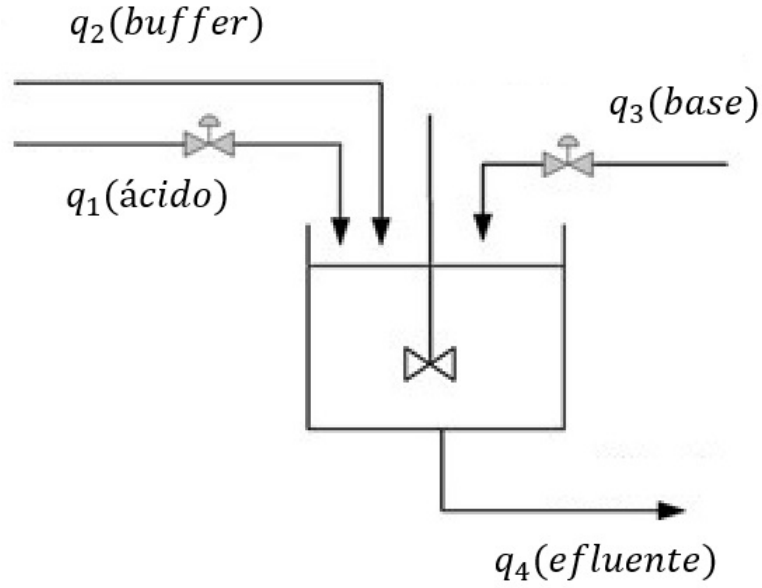 q₂(buffer)
q₃(base)
q₁(ácido)
q₄(efluente)